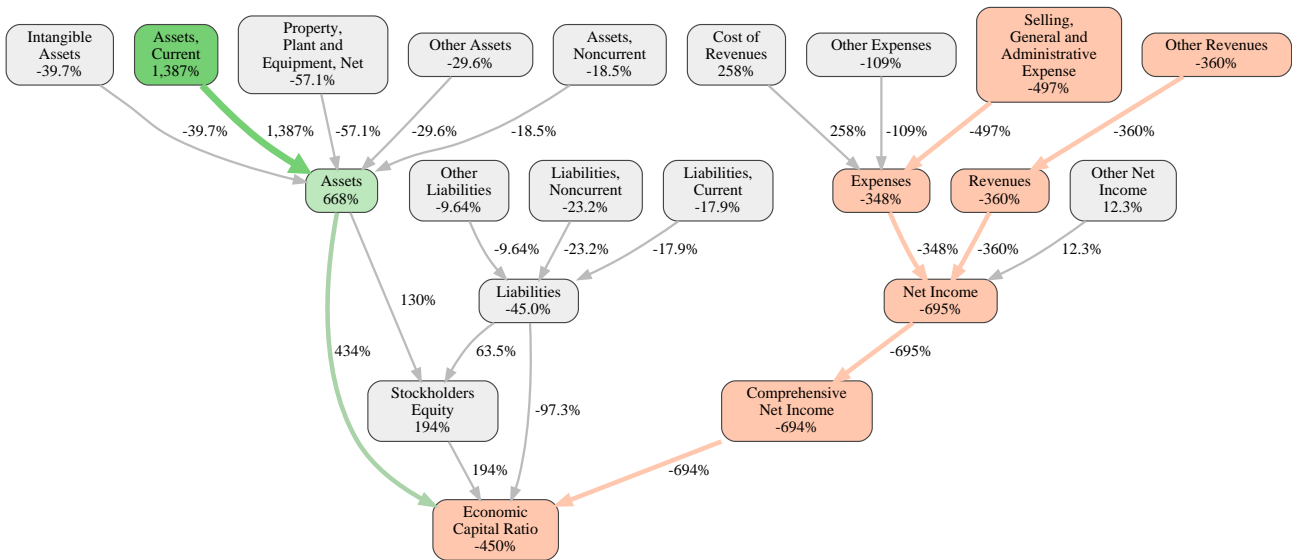 Intangible
Assets
-39.7%
Assets,
Current
1,387%
Property,
Plant and
Equipment, Net
-57.1%
Other Assets
-29.6%
Assets,
Noncurrent
-18.5%
Cost of
Revenues
258%
Other Expenses
-109%
Selling,
General and
Administrative
Expense
-497%
Other Revenues
-360%
-39.7%
1,387%
-57.1%
-29.6%
-18.5%
258%
-109%
-497%
-360%
Assets
668%
Other
Liabilities
-9.64%
Liabilities,
Noncurrent
-23.2%
Liabilities,
Current
-17.9%
Expenses
-348%
Revenues
-360%
Other Net
Income
12.3%
-9.64%
-23.2%
-17.9%
-348%
-360%
12.3%
130%
Liabilities
-45.0%
Net Income
-695%
434%
63.5%
-695%
Stockholders
Equity
194%
-97.3%
Comprehensive
Net Income
-694%
194%
-694%
Economic
Capital Ratio
-450%